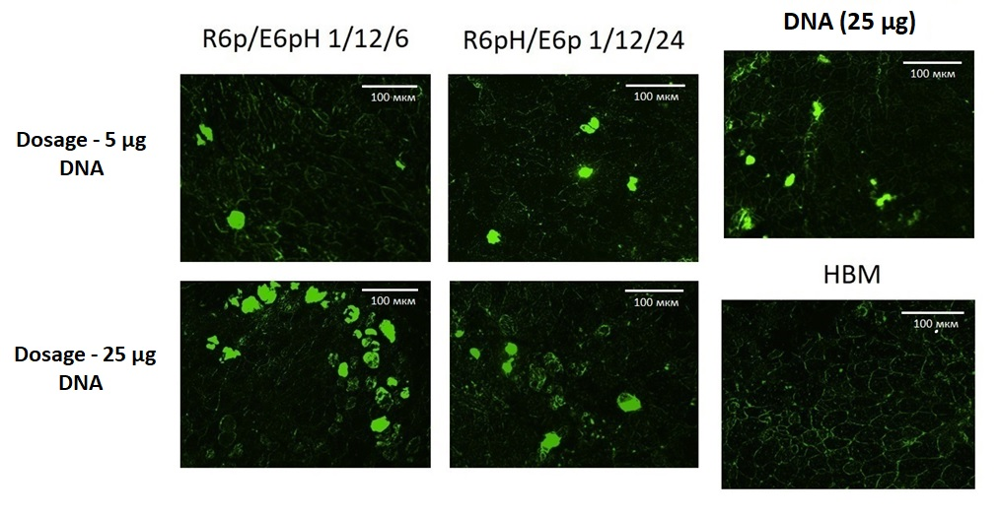 R6p/E6pH 1/12/6
R6pH/E6p 1/12/24
DNA (25 µg)
100 мкм
100 мкм
100 мкм
Dosage - 5 µg
DNA
HBM
100 мкм
100 мкм
100 мкм
Dosage - 25 µg
DNA